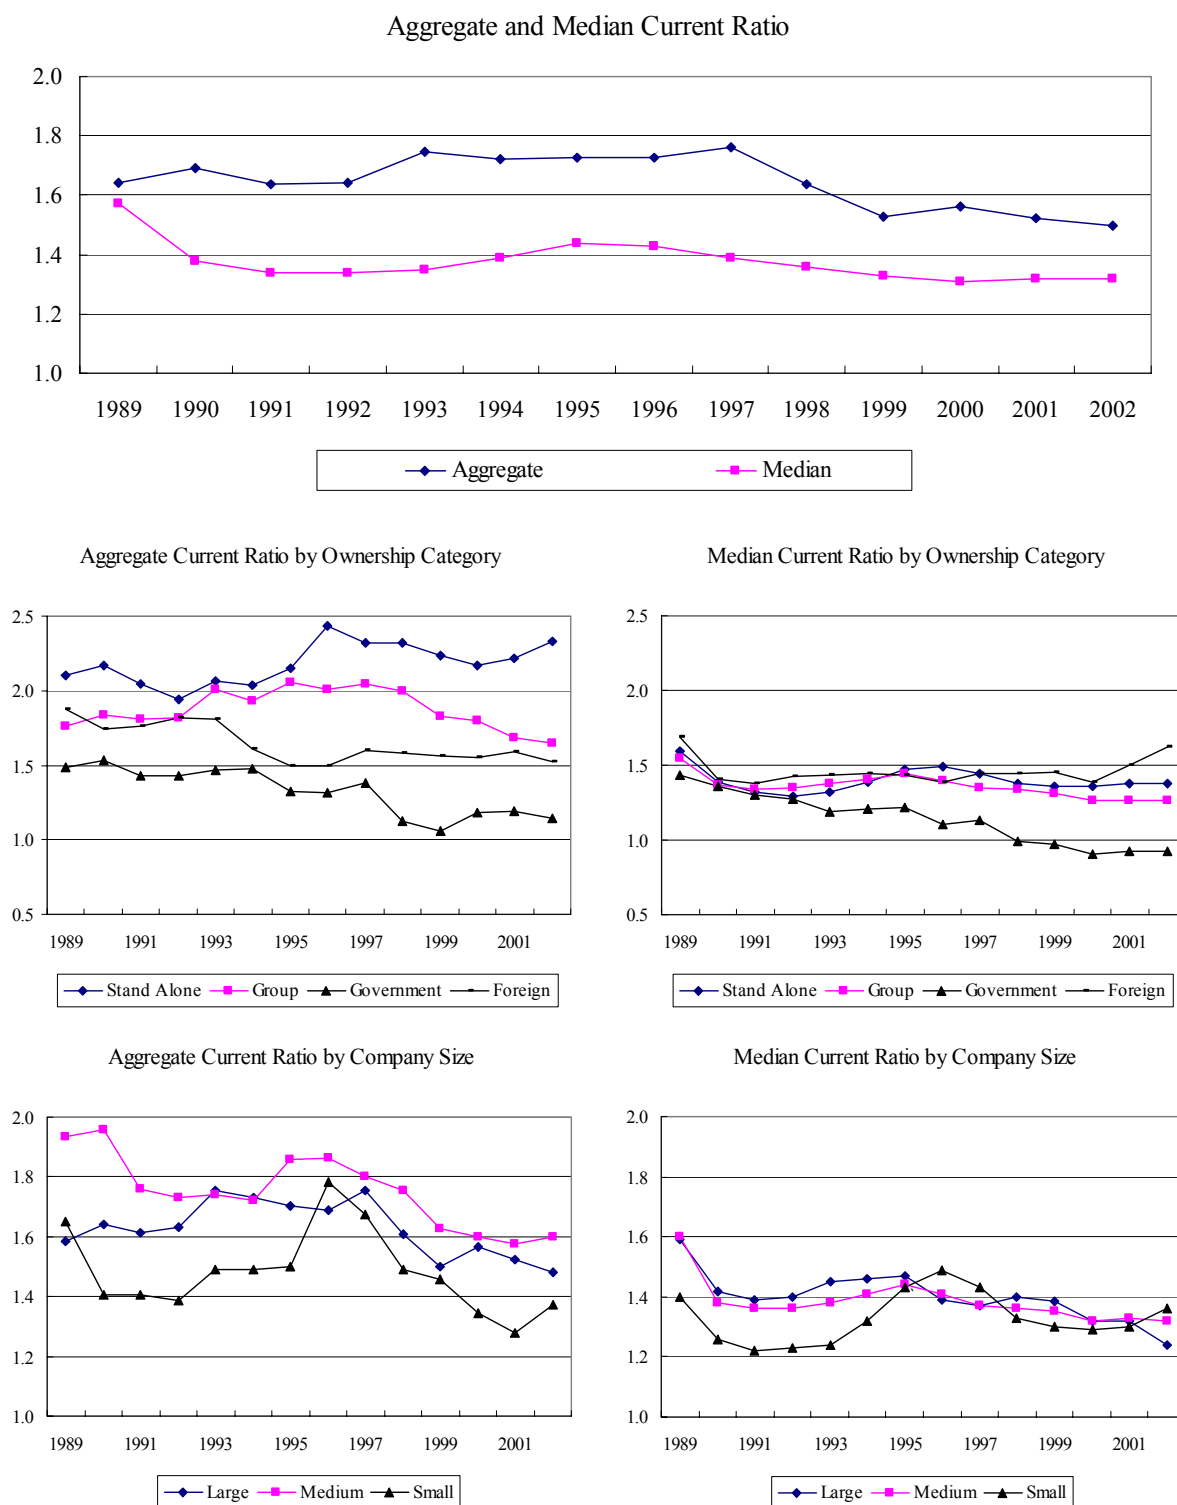 Aggregate and Median Current Ratio
2.0
1.8
1.6
1.4
1.2
1.0
1989 1990 1991 1992 1993 1994 1995 1996 1997 1998 1999 2000 2001 2002
Aggregate Median
Aggregate Current Ratio by Ownership Category
2.5
2.0
1.5
1.0
0.5
1989 1991 1993 1995 1997 1999 2001
Stand Alone Group Government Foreign
Median Current Ratio by Ownership Category
2.5
2.0
1.5
1.0
0.5
1989 1991 1993 1995 1997 1999 2001
Stand Alone Group Government Foreign
Aggregate Current Ratio by Company Size
2.0
1.8
1.6
1.4
1.2
1.0
1989 1991 1993 1995 1997 1999 2001
Large Medium Small
Median Current Ratio by Company Size
2.0
1.8
1.6
1.4
1.2
1.0
1989 1991 1993 1995 1997 1999 2001
Large Medium Small